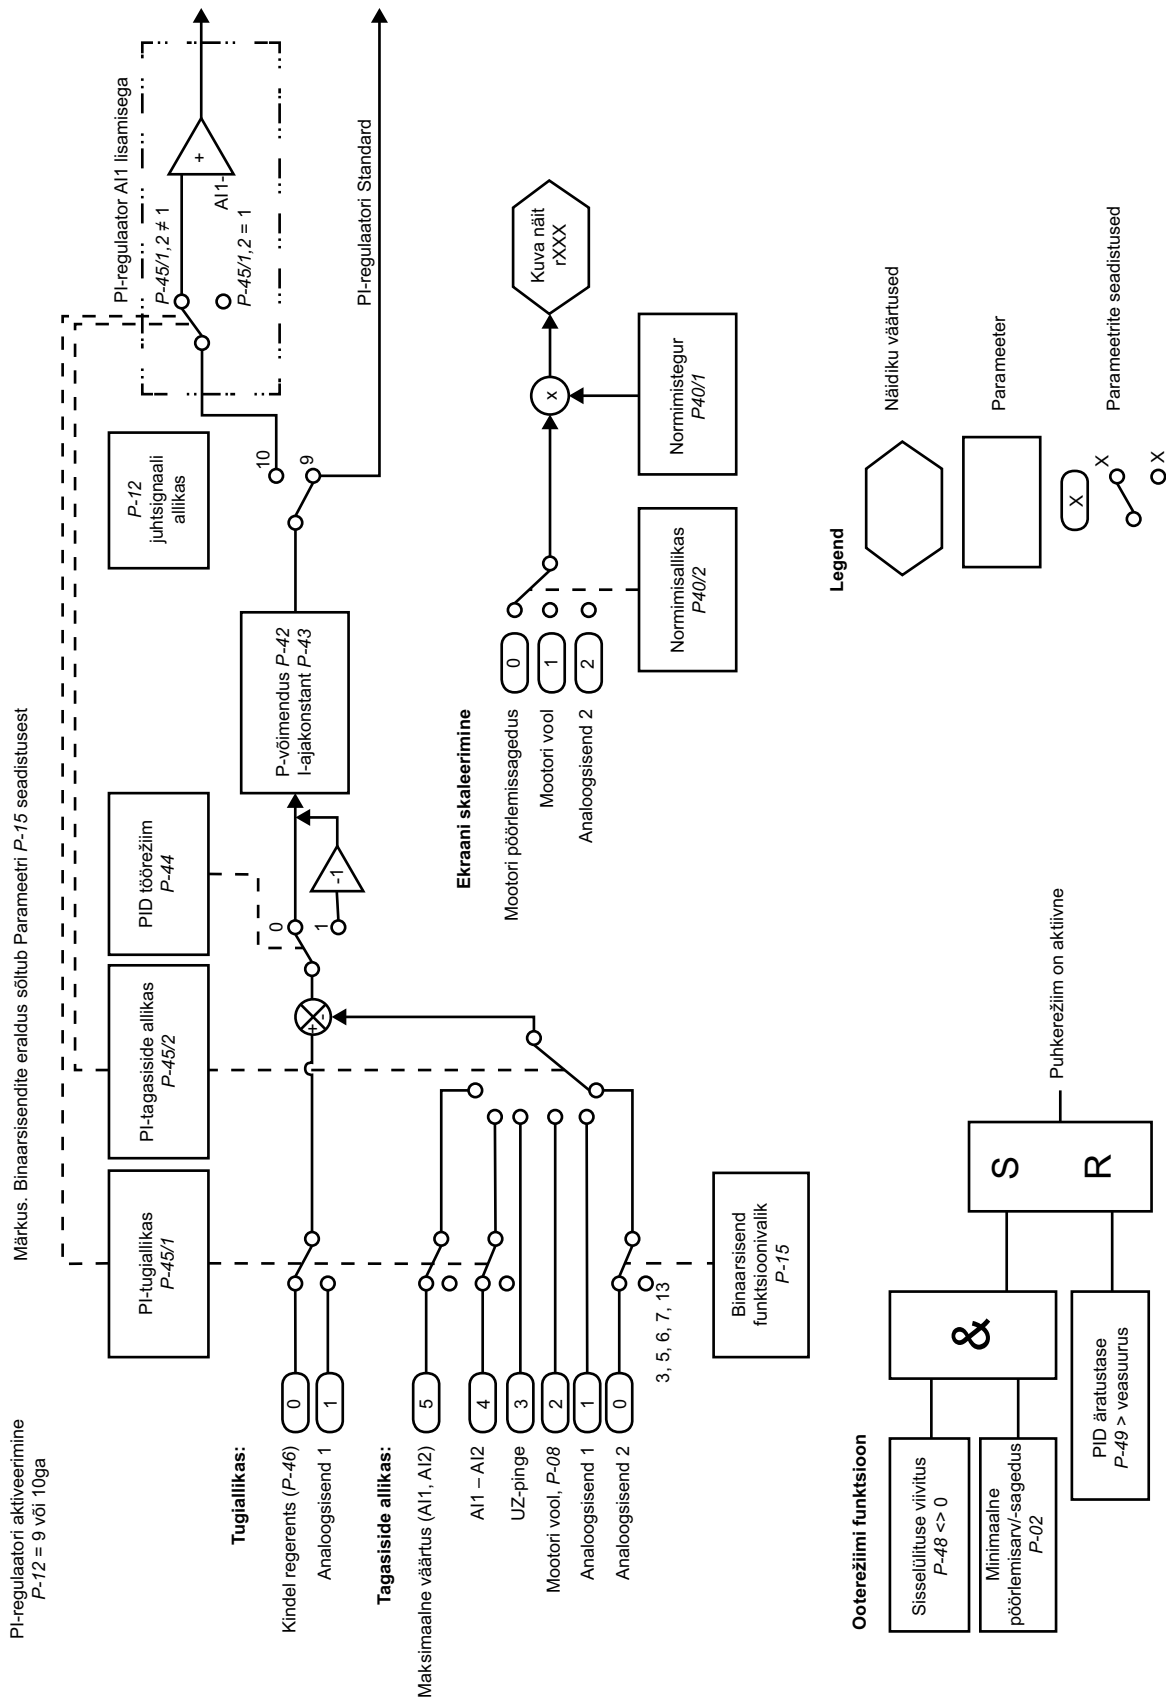 PI-regulaatori aktiveerimine
P-12 = 9 või 10ga
Märkus. Binaarsisendite eraldus sõltub Parameetri P-15 seadistusest
PI-tugiallikas
P-45/1
PI-tagasiside allikas
P-45/2
PID töörežiim
P-44
P-12
juhtsignaali
allikas
PI-regulaator AI1 lisamisega
P-45/1,2 ≠ 1
+
AI1-
P-45/1,2 = 1
Tugiallikas:
Kindel regerents (P-46)
0
Analoogsisend 1
1
+
-
0
1
-1
P-võimendus P-42
I-ajakonstant P-43
10
9
PI-regulaatori Standard
Tagasiside allikas:
Maksimaalne väärtus (AI1, AI2)
5
AI1 – AI2
4
UZ-pinge
3
Mootori vool, P-08
2
Analoogsisend 1
1
Analoogsisend 2
0
3, 5, 6, 7, 13
Binaarsisend
funktsioonivalik
P-15
Ekraani skaleerimine
Mootori pöörlemissagedus
0
Mootori vool
1
Analoogsisend 2
2
x
Kuva näit
rXXX
Normimisallikas
P40/2
Normimistegur
P40/1
Ooterežiimi funktsioon
Sisselülituse viivitus
P-48 <> 0
Minimaalne
pöörlemisarv/-sagedus
P-02
&
PID äratustase
P-49 > veasuurus
S
R
Puhkerežiim on aktiivne
Legend
Näidiku väärtused
Parameeter
X
X
X
Parameetrite seadistused